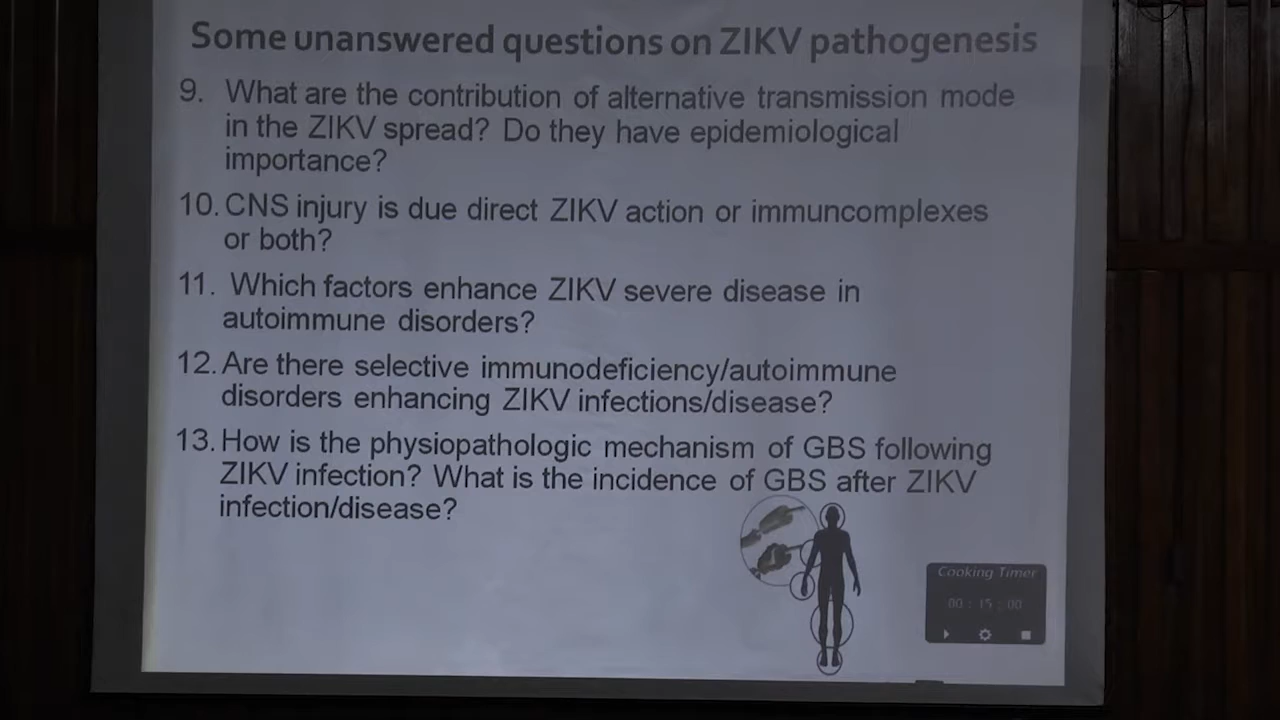 Some unanswered questions on ZIKV pathogenesis
9. What are the contribution of alternative transmission mode
in the ZIKV spread? Do they have epidemiological
importance?
10. CNS injury is due direct ZIKV action or immuncomplexes
or both?
11. Which factors enhance ZIKV severe disease in
autoimmune disorders?
12. Are there selective immunodeficiency/autoimmune
disorders enhancing ZIKV infections/disease?
13. How is the physiopathologic mechanism of GBS following
ZIKV infection? What is the incidence of GBS after ZIKV
infection/disease?
Cooking Timer
00 : 15 : 00